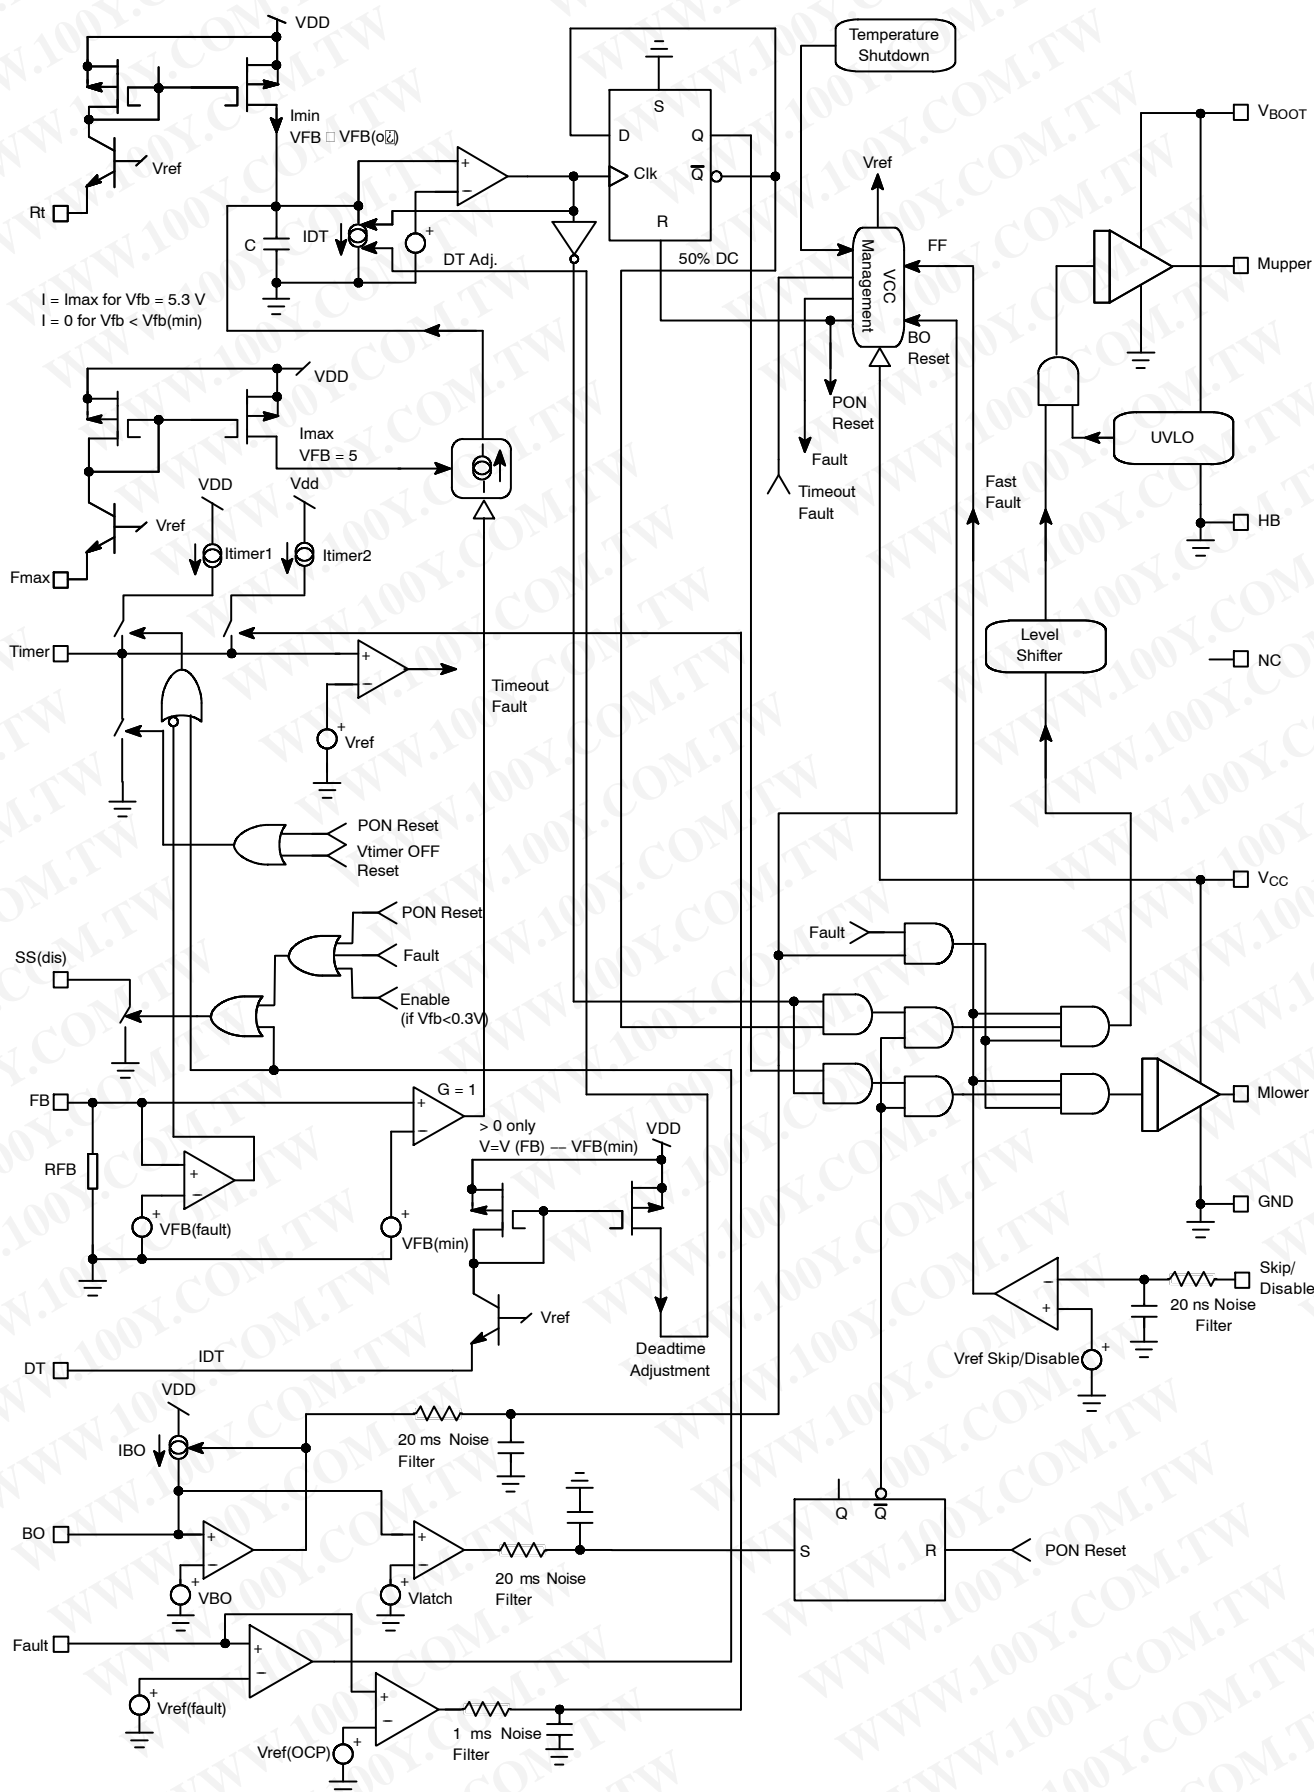 VDD
Temperature
Shutdown
Imin
VFB □ VFB(o
Vref
Rt
S
D
Q
Clk
Q
R
50% DC
C
IDT
+
−
+
DT Adj.
Vref
VCC
Management
FF
BO
Reset
PON
Reset
Fault
Timeout
Fault
VBOOT
Mupper
UVLO
HB
I = Imax for Vfb = 5.3 V
I = 0 for Vfb < Vfb(min)
VDD
Imax
VFB = 5
VDD
Vdd
Vref
Itimer1
Itimer2
Fmax
Fast
Fault
Level
Shifter
NC
Timer
+
−
+
Vref
Timeout
Fault
PON Reset
Vtimer OFF
Reset
VCC
PON Reset
Fault
Enable
(if Vfb<0.3V)
SS(dis)
Fault
FB
G = 1
+
−
> 0 only
V=V (FB) −− VFB(min)
VDD
RFB
+
−
+
VFB(fault)
+
VFB(min)
Mlower
GND
Vref
Deadtime
Adjustment
DT
IDT
−
+
Skip/
Disable
20 ns Noise
Filter
Vref Skip/Disable
+
VDD
IBO
20 ms Noise
Filter
BO
+
−
+
VBO
+
−
+
Vlatch
20 ms Noise
Filter
Q
Q
S
R
PON Reset
Fault
+
−
+
Vref(fault)
+
−
+
Vref(OCP)
1 ms Noise
Filter
WWW.100Y.COM.TW